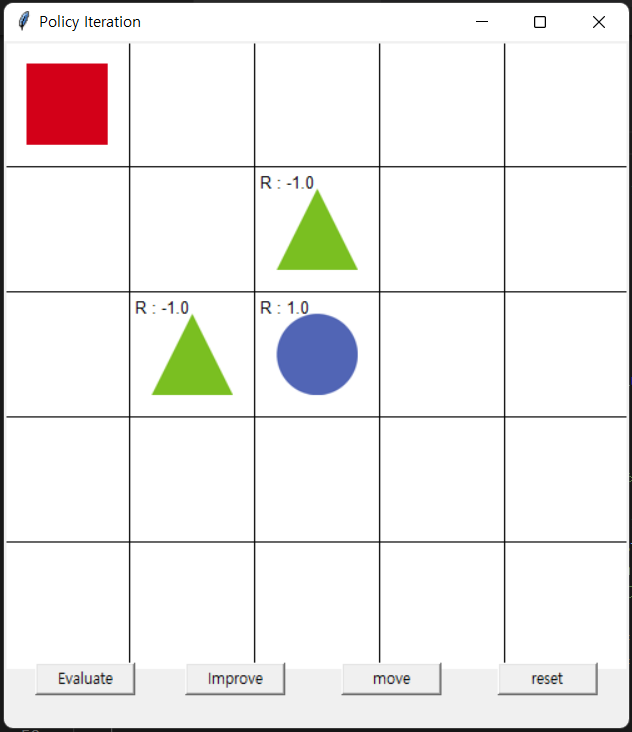 Policy Iteration
R : -1.0
R : -1.0
R : 1.0
Evaluate
Improve
move
reset